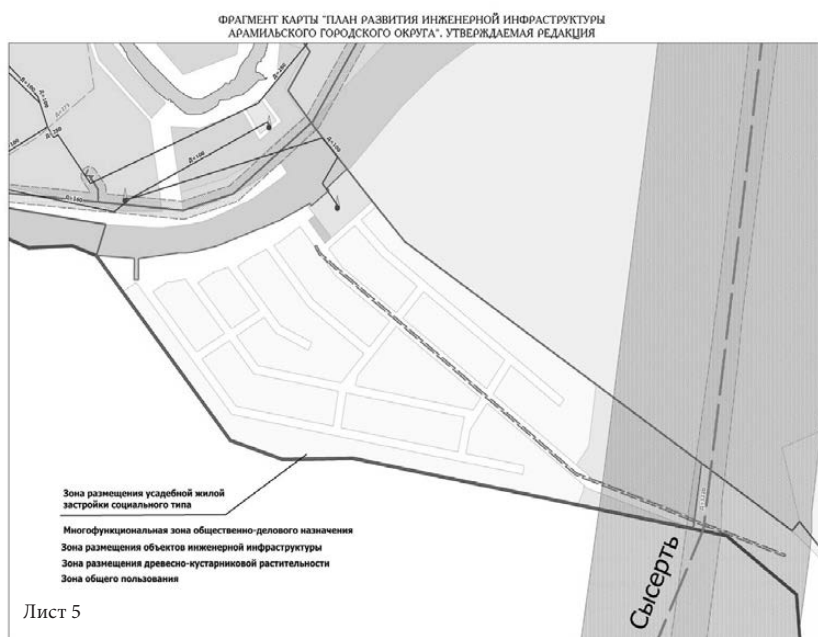 ФРАГМЕНТ КАРТЫ "ПЛАН РАЗВИТИЯ ИНЖЕНЕРНОЙ ИНФРАСТРУКТУРЫ
АРАМИЛЬСКОГО ГОРОДСКОГО ОКРУГА". УТВЕРЖДАЕМАЯ РЕДАКЦИЯ
Зона размещения усадебной жилой
застройки социального типа
Многофункциональная зона общественно-делового назначения
Зона размещения объектов инженерной инфраструктуры
Зона размещения древесно-кустарниковой растительности
Зона общего пользования
Сысерть
Лист 5